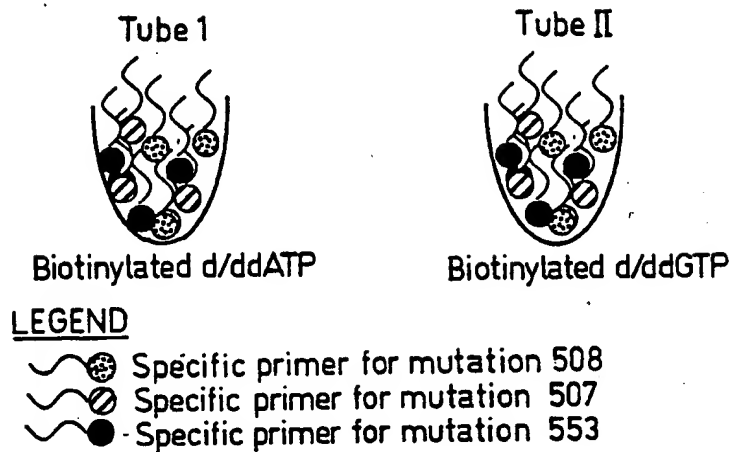 Tube 1
Tube II
Biotinylated d/ddATP
Biotinylated d/ddGTP
LEGEND
Specific primer for mutation 508
Specific primer for mutation 507
Specific primer for mutation 553